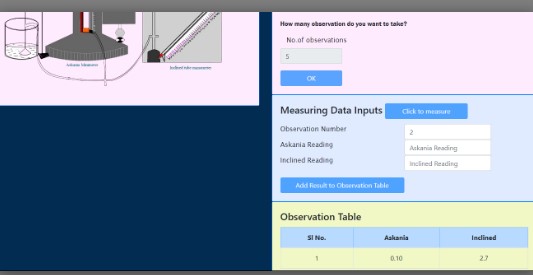 Askania Manometer
Inclined tube manometer
How many observation do you want to take?
No.of observations
5
OK
Measuring Data Inputs
Click to measure
Observation Number
2
Askania Reading
Askania Reading
Inclined Reading
Inclined Reading
Add Result to Observation Table
Observation Table
Sl No. Askania Inclined
1 0.10 2.7